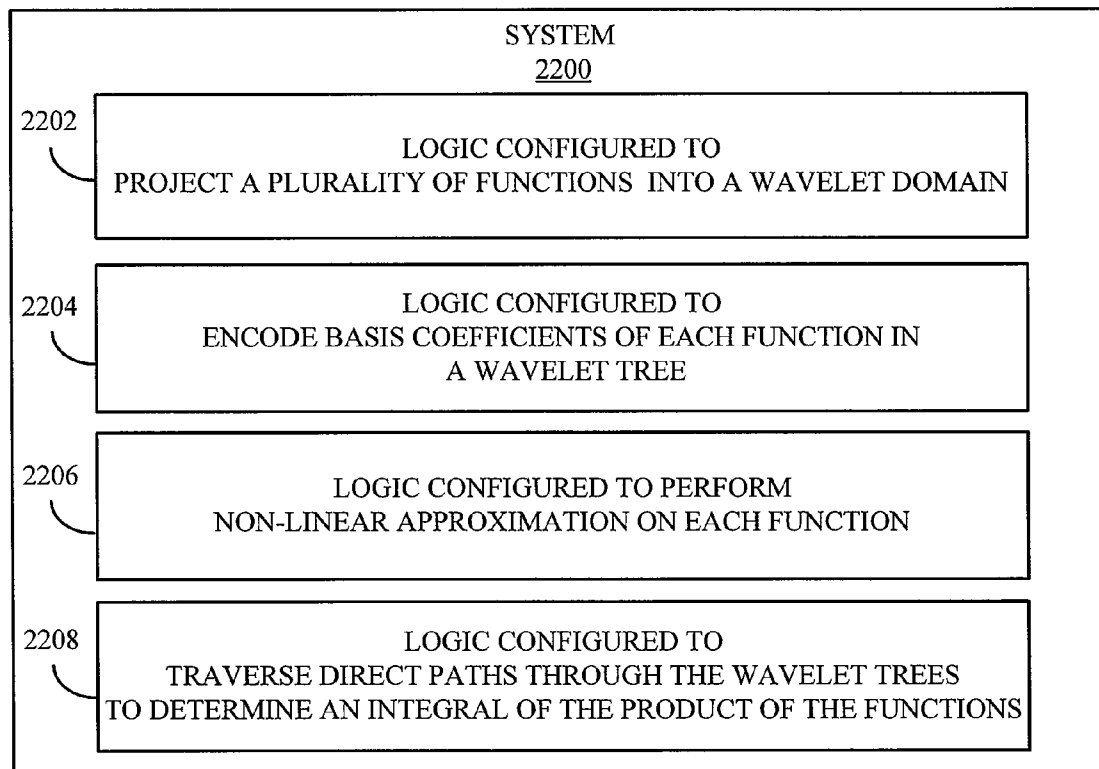 SYSTEM
2200
2202
LOGIC CONFIGURED TO
PROJECT A PLURALITY OF FUNCTIONS INTO A WAVELET DOMAIN
2204
LOGIC CONFIGURED TO
ENCODE BASIS COEFFICIENTS OF EACH FUNCTION IN
A WAVELET TREE
2206
LOGIC CONFIGURED TO PERFORM
NON-LINEAR APPROXIMATION ON EACH FUNCTION
2208
LOGIC CONFIGURED TO
TRAVERSE DIRECT PATHS THROUGH THE WAVELET TREES
TO DETERMINE AN INTEGRAL OF THE PRODUCT OF THE FUNCTIONS